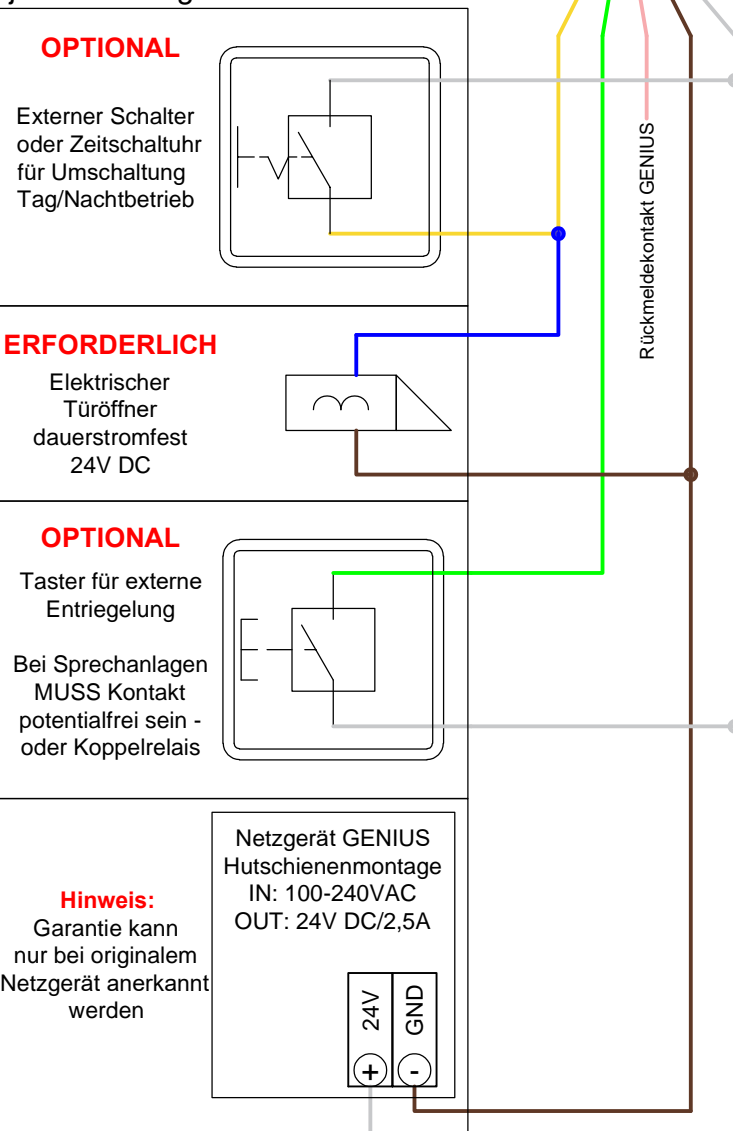 OPTIONAL
Externer Schalter
oder Zeitschaltuhr
für Umschaltung
Tag/Nachtbetrieb
Rückmeldekontakt GENIUS
ERFORDERLICH
Elektrischer
Türöffner
dauerstromfest
24V DC
OPTIONAL
Taster für externe
Entriegelung
Bei Sprechanlagen
MUSS Kontakt
potentialfrei sein -
oder Koppelrelais
Hinweis:
Garantie kann
nur bei originalem
Netzgerät anerkannt
werden
Netzgerät GENIUS
Hutschienenmontage
IN: 100-240VAC
OUT: 24V DC/2,5A
24V
GND
+
-